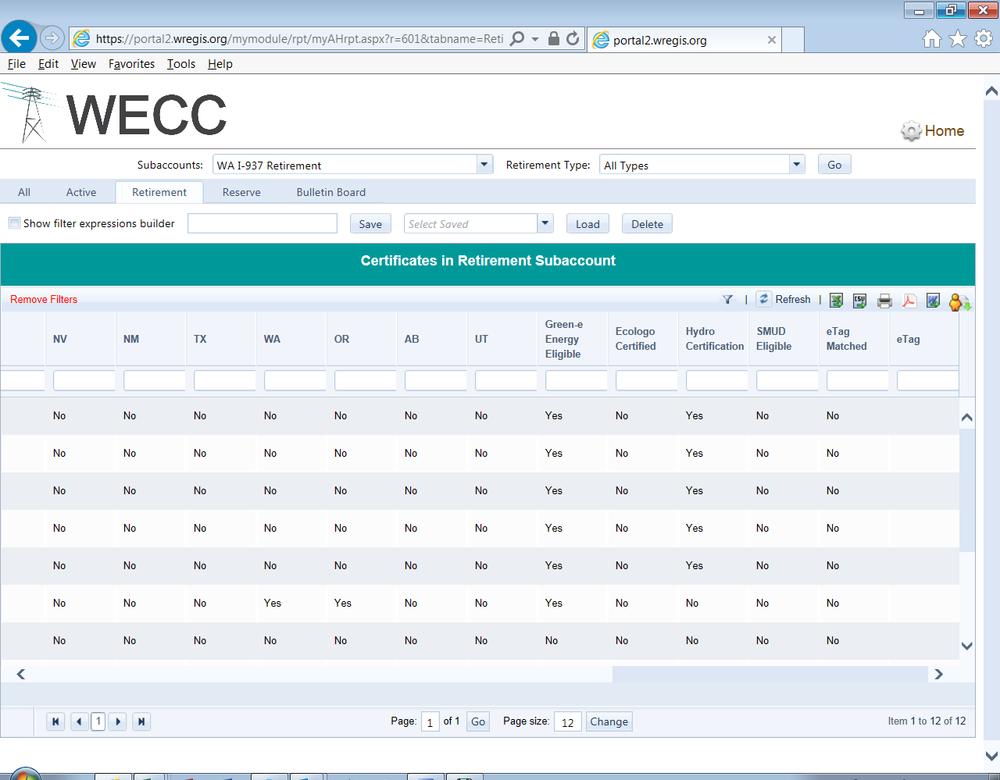 https://portal2.wregis.org/mymodule/rpt/myAHrpt.aspx?r=601&tabname=Reti
portal2.wregis.org
File Edit View Favorites Tools Help
WECC
Home
Subaccounts: WA I-937 Retirement Retirement Type: All Types Go
All Active Retirement Reserve Bulletin Board
Show filter expressions builder Save Select Saved Load Delete
Certificates in Retirement Subaccount
Remove Filters | Refresh |
NV NM TX WA OR AB UT Green-e Energy Eligible Ecologo Certified Hydro Certification SMUD Eligible eTag Matched eTag
No No No No No No No Yes No Yes No No
No No No No No No No Yes No Yes No No
No No No No No No No Yes No Yes No No
No No No No No No No Yes No Yes No No
No No No No No No No Yes No Yes No No
No No No Yes Yes No No Yes No No No No
No No No No No No No No No No No No
1 Page: 1 of 1 Go Page size: 12 Change Item 1 to 12 of 12